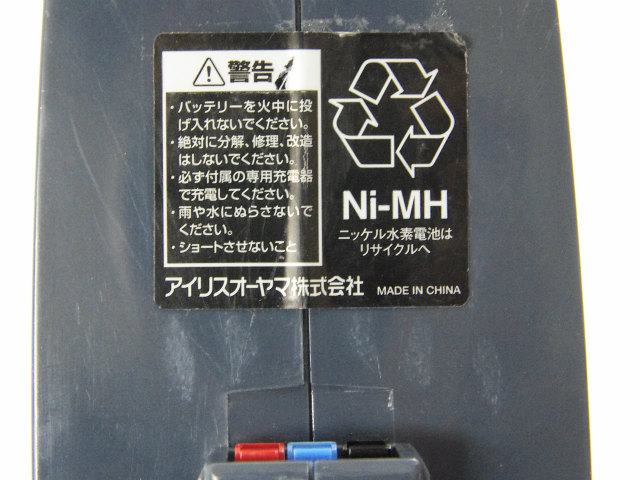 警告
・バッテリーを火中に投
げ入れないでください。
・絶対に分解、修理、改造
はしないでください。
・必ず付属の専用充電器
で充電してください。
・雨や水にぬらさないで
ください。
・ショートさせないこと
Ni-MH
ニッケル水素電池は
リサイクルへ
アイリスオーヤマ株式会社 MADE IN CHINA